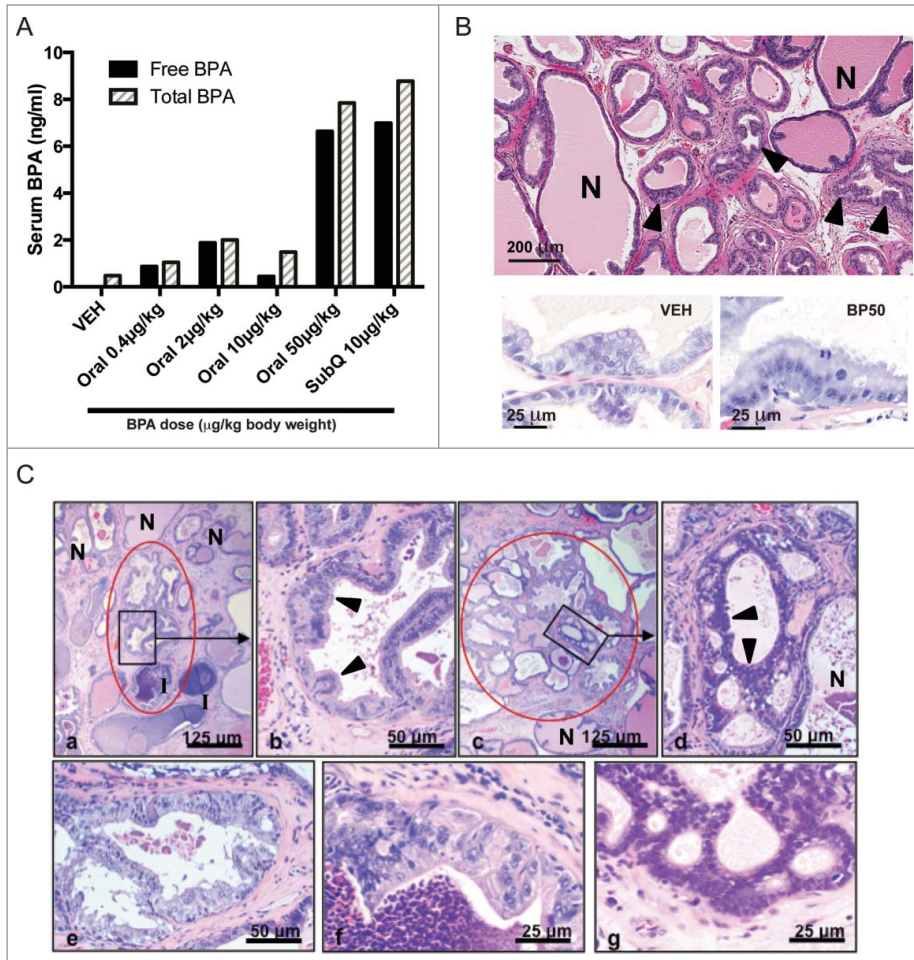 A
10
8
6
4
2
0
Serum BPA (ng/ml)
Free BPA
Total BPA
VEH
Oral 0.4µg/kg
Oral 2µg/kg
Oral 10µg/kg
Oral 50µg/kg
SubQ 10µg/kg
BPA dose (µg/kg body weight)
B
N
N
200 µm
VEH
25 µm
BP50
25 µm
C
N
N
N
I
I
a
125 µm
b
50 µm
c
N
125 µm
d
N
50 µm
e
50 µm
f
25 µm
g
25 µm